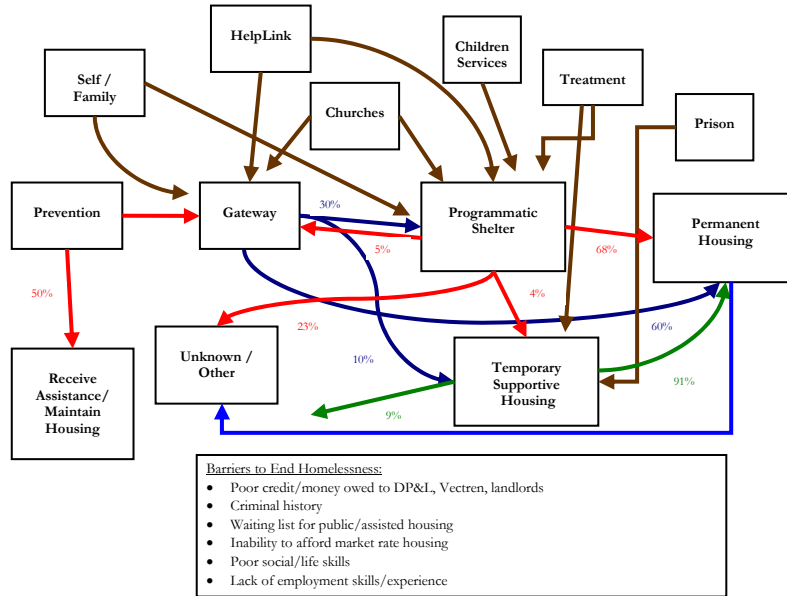 HelpLink
Children
Services
Self /
Family
Treatment
Churches
Prison
Prevention
Gateway
30%
Programmatic
Shelter
Permanent
Housing
5%
68%
50%
4%
23%
60%
Unknown /
Other
10%
Temporary
Supportive
Housing
Receive
Assistance/
Maintain
Housing
91%
9%
Barriers to End Homelessness:
• Poor credit/money owed to DP&L, Vectren, landlords
• Criminal history
• Waiting list for public/assisted housing
• Inability to afford market rate housing
• Poor social/life skills
• Lack of employment skills/experience